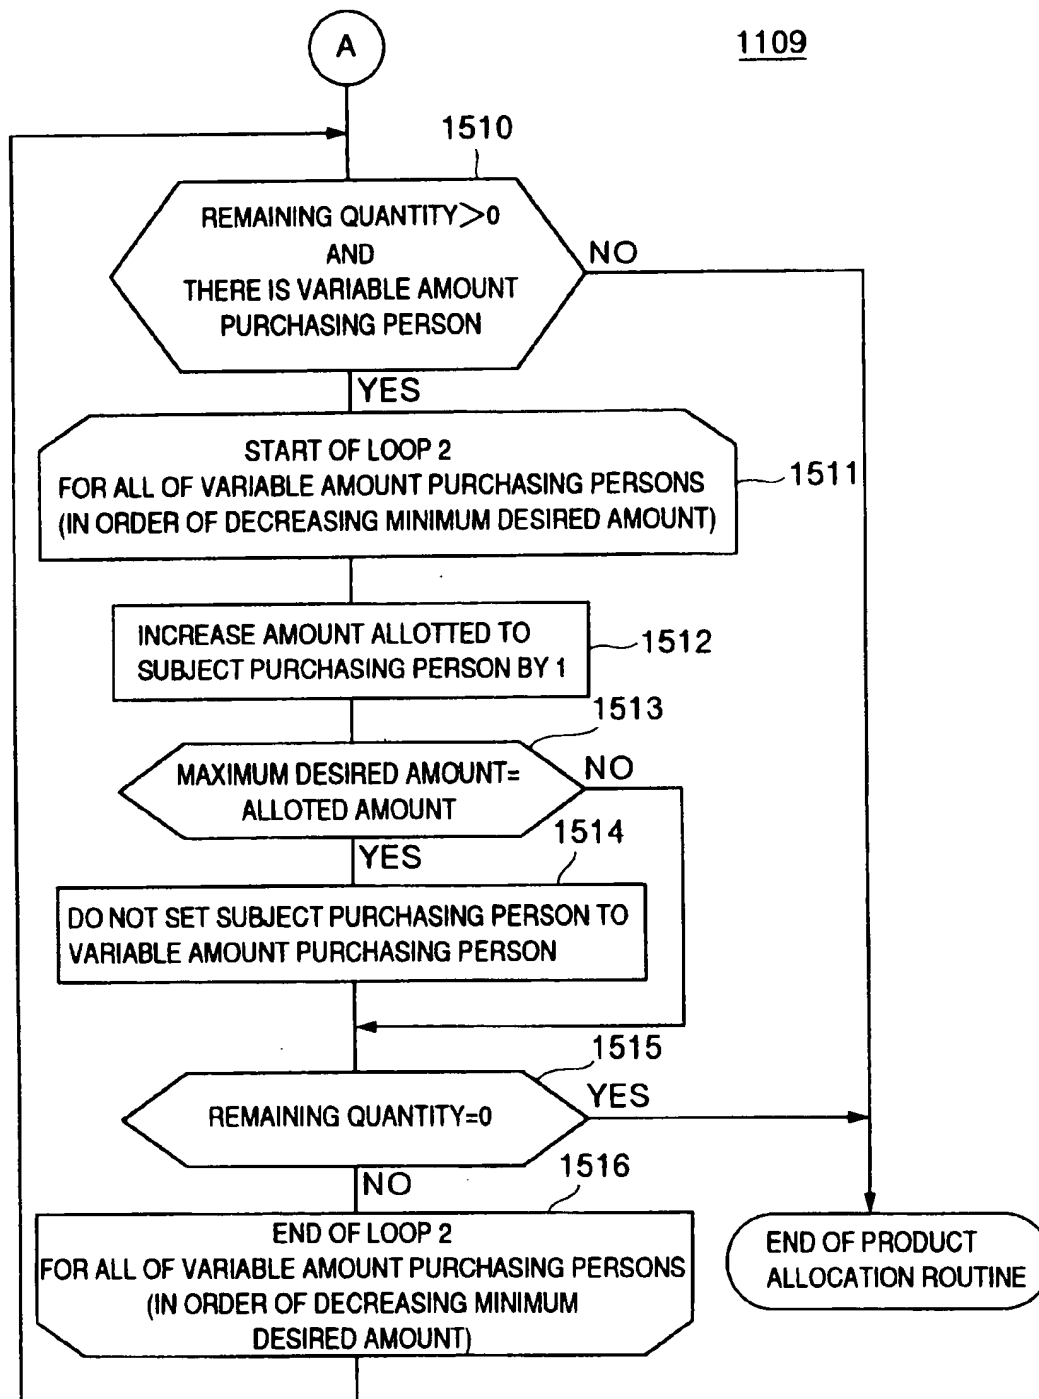 A
1109
1510
REMAINING QUANTITY>0
AND
THERE IS VARIABLE AMOUNT
PURCHASING PERSON
NO
YES
START OF LOOP 2
FOR ALL OF VARIABLE AMOUNT PURCHASING PERSONS
(IN ORDER OF DECREASING MINIMUM DESIRED AMOUNT)
1511
INCREASE AMOUNT ALLOTTED TO
SUBJECT PURCHASING PERSON BY 1
1512
1513
MAXIMUM DESIRED AMOUNT=
ALLOTED AMOUNT
NO
YES
1514
DO NOT SET SUBJECT PURCHASING PERSON TO
VARIABLE AMOUNT PURCHASING PERSON
1515
REMAINING QUANTITY=0
YES
NO
1516
END OF LOOP 2
FOR ALL OF VARIABLE AMOUNT PURCHASING PERSONS
(IN ORDER OF DECREASING MINIMUM
DESIRED AMOUNT)
END OF PRODUCT
ALLOCATION ROUTINE